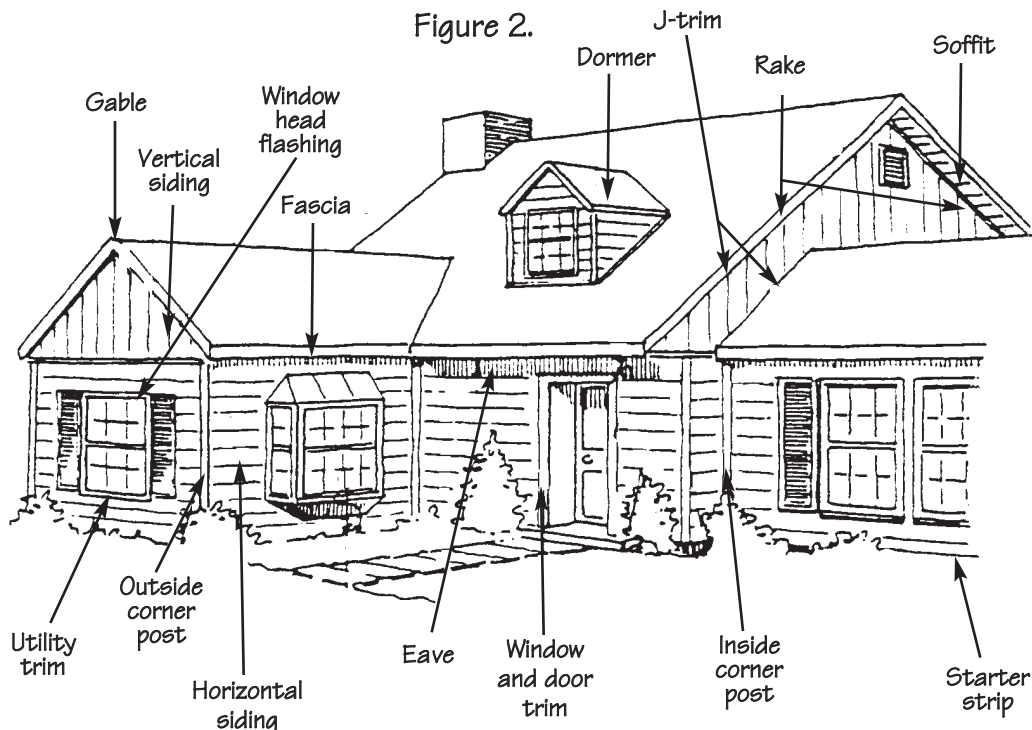 Figure 2.
J-trim
Soffit
Dormer
Rake
Gable
Window
head
flashing
Vertical
siding
Fascia
Utility
trim
Outside
corner
post
Horizontal
siding
Eave
Window
and door
trim
Inside
corner
post
Starter
strip